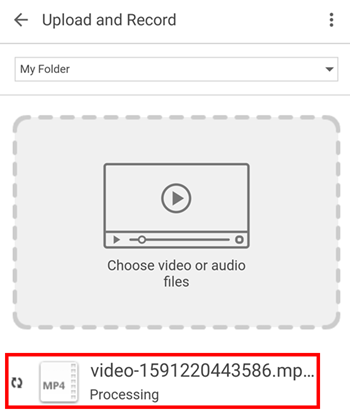 Upload and Record
My Folder
Choose video or audio
files
MP4
video-1591220443586.mp...
Processing